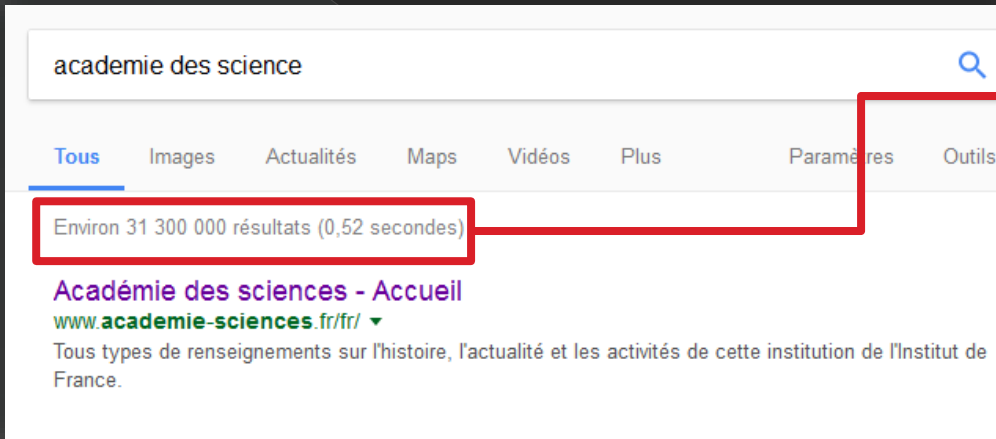 academie des science
Tous Images Actualités Maps Vidéos Plus Paramètres Outils
Environ 31 300 000 résultats (0,52 secondes)
Académie des sciences - Accueil
www.academie-sciences.fr/fr/
Tous types de renseignements sur l'histoire, l'actualité et les activités de cette institution de l'Institut de
France.